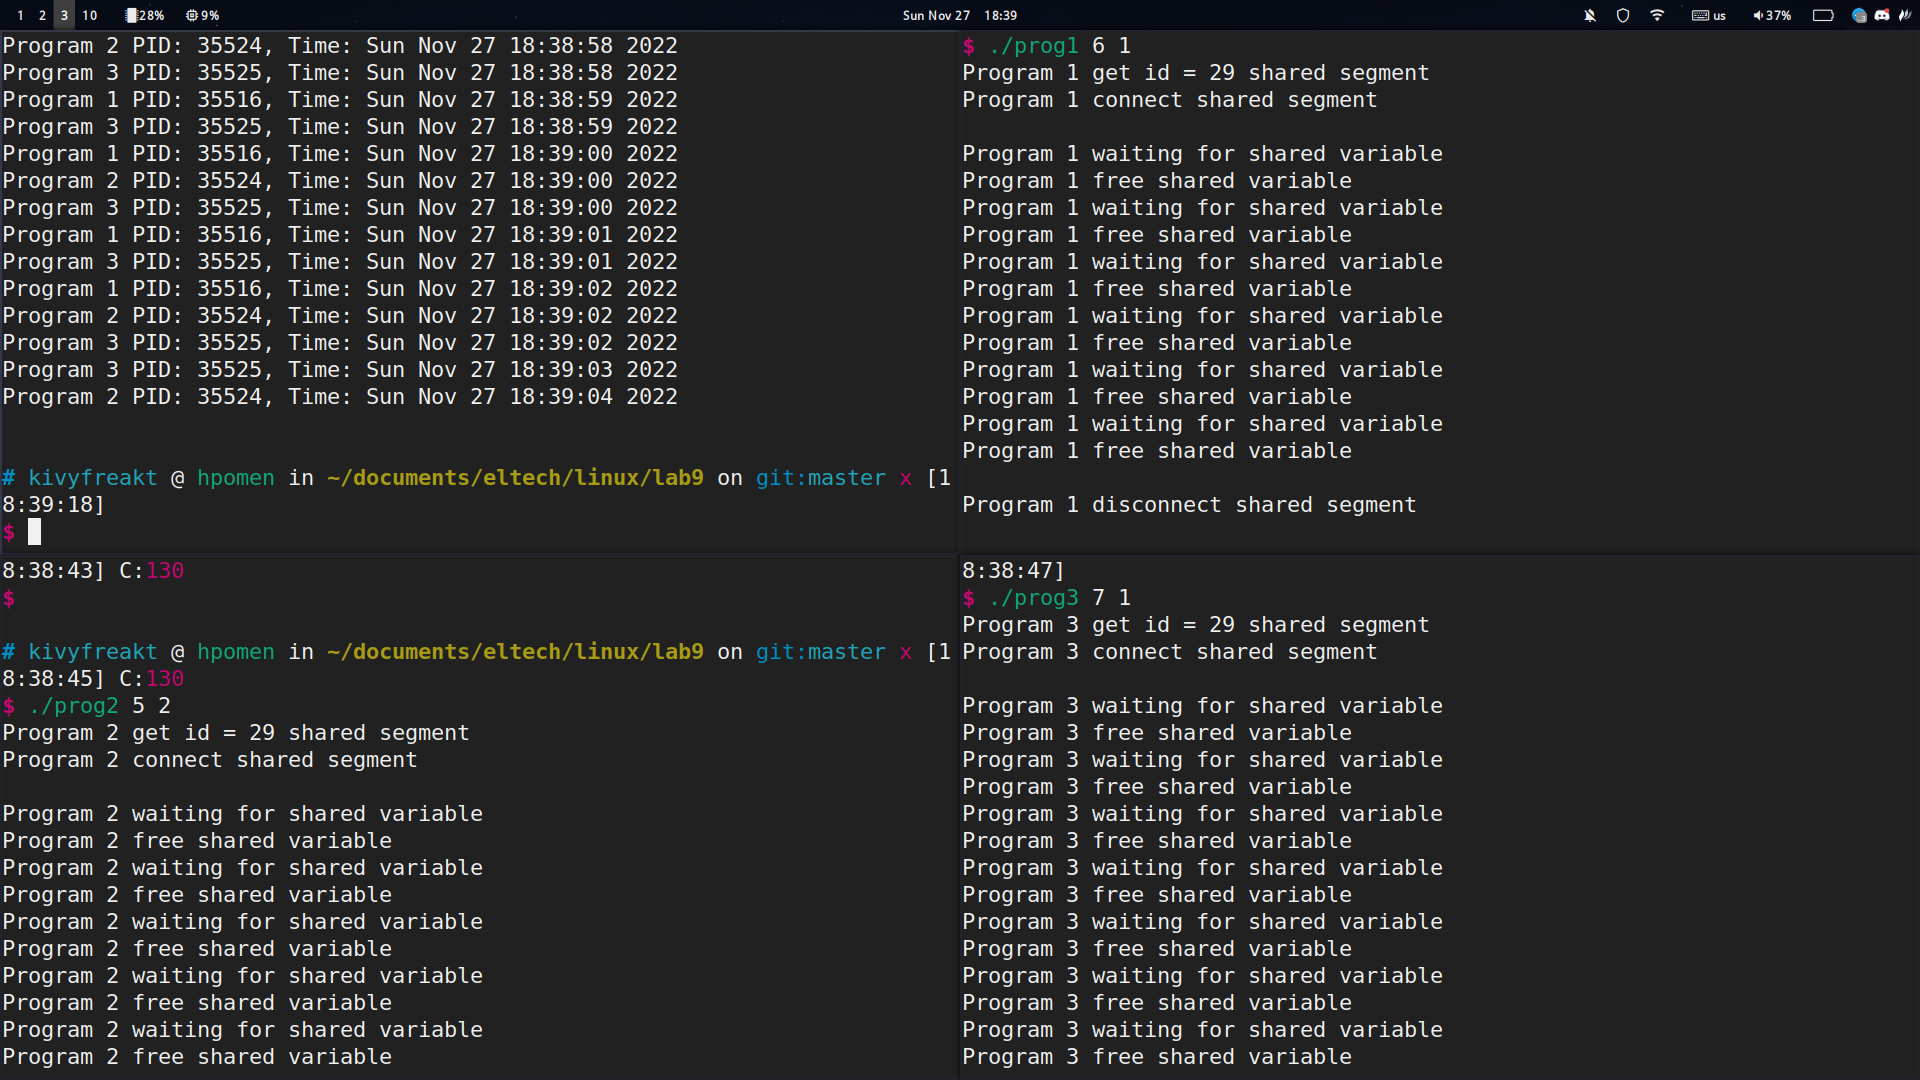 1 2 3 10 28% 9% Sun Nov 27 18:39 us 37%
Program 2 PID: 35524, Time: Sun Nov 27 18:38:58 2022
Program 3 PID: 35525, Time: Sun Nov 27 18:38:58 2022
Program 1 PID: 35516, Time: Sun Nov 27 18:38:59 2022
Program 3 PID: 35525, Time: Sun Nov 27 18:38:59 2022
Program 1 PID: 35516, Time: Sun Nov 27 18:39:00 2022
Program 2 PID: 35524, Time: Sun Nov 27 18:39:00 2022
Program 3 PID: 35525, Time: Sun Nov 27 18:39:00 2022
Program 1 PID: 35516, Time: Sun Nov 27 18:39:01 2022
Program 3 PID: 35525, Time: Sun Nov 27 18:39:01 2022
Program 1 PID: 35516, Time: Sun Nov 27 18:39:02 2022
Program 2 PID: 35524, Time: Sun Nov 27 18:39:02 2022
Program 3 PID: 35525, Time: Sun Nov 27 18:39:02 2022
Program 3 PID: 35525, Time: Sun Nov 27 18:39:03 2022
Program 2 PID: 35524, Time: Sun Nov 27 18:39:04 2022
# kivyfreakt @ hpomen in ~/documents/eltech/linux/lab9 on git:master x [1
8:39:18]
$
$ ./prog1 6 1
Program 1 get id = 29 shared segment
Program 1 connect shared segment
Program 1 waiting for shared variable
Program 1 free shared variable
Program 1 waiting for shared variable
Program 1 free shared variable
Program 1 waiting for shared variable
Program 1 free shared variable
Program 1 waiting for shared variable
Program 1 free shared variable
Program 1 waiting for shared variable
Program 1 free shared variable
Program 1 waiting for shared variable
Program 1 free shared variable
Program 1 disconnect shared segment
8:38:43] C:130
$
# kivyfreakt @ hpomen in ~/documents/eltech/linux/lab9 on git:master x [1
8:38:45] C:130
$ ./prog2 5 2
Program 2 get id = 29 shared segment
Program 2 connect shared segment
Program 2 waiting for shared variable
Program 2 free shared variable
Program 2 waiting for shared variable
Program 2 free shared variable
Program 2 waiting for shared variable
Program 2 free shared variable
Program 2 waiting for shared variable
Program 2 free shared variable
Program 2 waiting for shared variable
Program 2 free shared variable
8:38:47]
$ ./prog3 7 1
Program 3 get id = 29 shared segment
Program 3 connect shared segment
Program 3 waiting for shared variable
Program 3 free shared variable
Program 3 waiting for shared variable
Program 3 free shared variable
Program 3 waiting for shared variable
Program 3 free shared variable
Program 3 waiting for shared variable
Program 3 free shared variable
Program 3 waiting for shared variable
Program 3 free shared variable
Program 3 waiting for shared variable
Program 3 free shared variable
Program 3 waiting for shared variable
Program 3 free shared variable